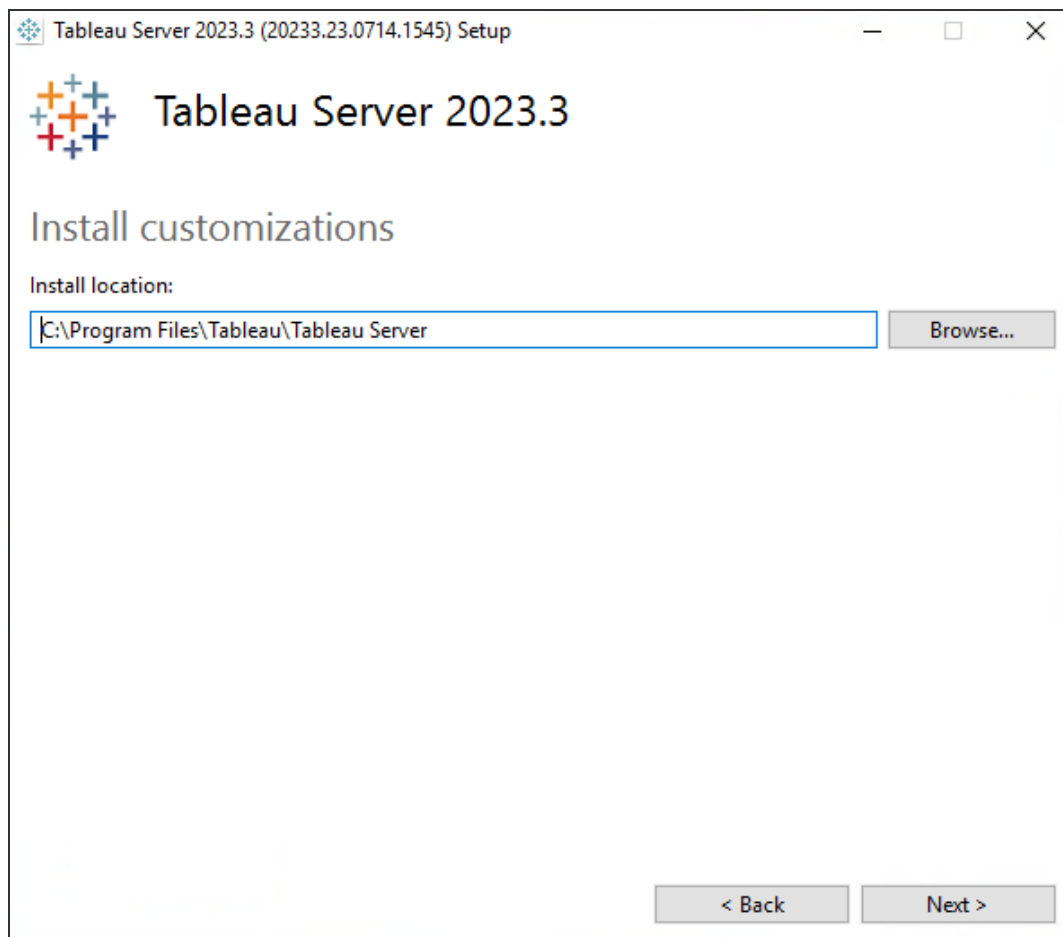 Tableau Server 2023.3 (20233.23.0714.1545) Setup
Tableau Server 2023.3
Install customizations
Install location:
C:\Program Files\Tableau\Tableau Server
Browse...
< Back
Next >